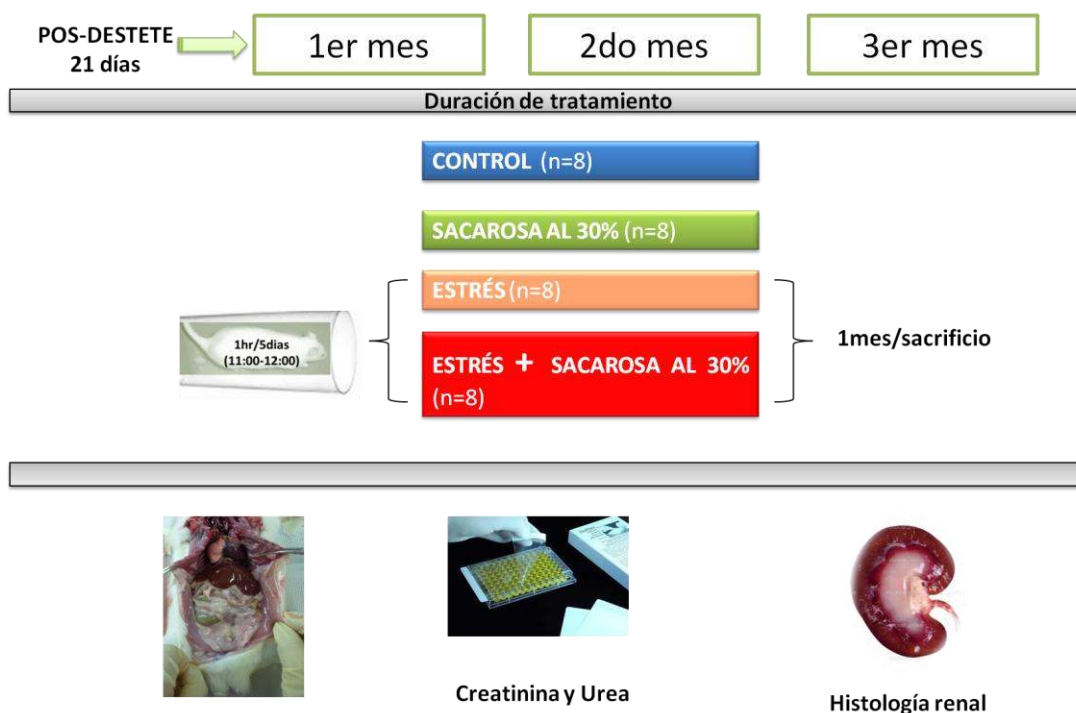 POS-DESTETE
21 días
1er mes
2do mes
3er mes
Duración de tratamiento
CONTROL (n=8)
SACAROSA AL 30% (n=8)
ESTRÉS (n=8)
1hr/5dias
(11:00-12:00)
ESTRÉS + SACAROSA AL 30%
(n=8)
1mes/sacrificio
Creatinina y Urea
Histología renal